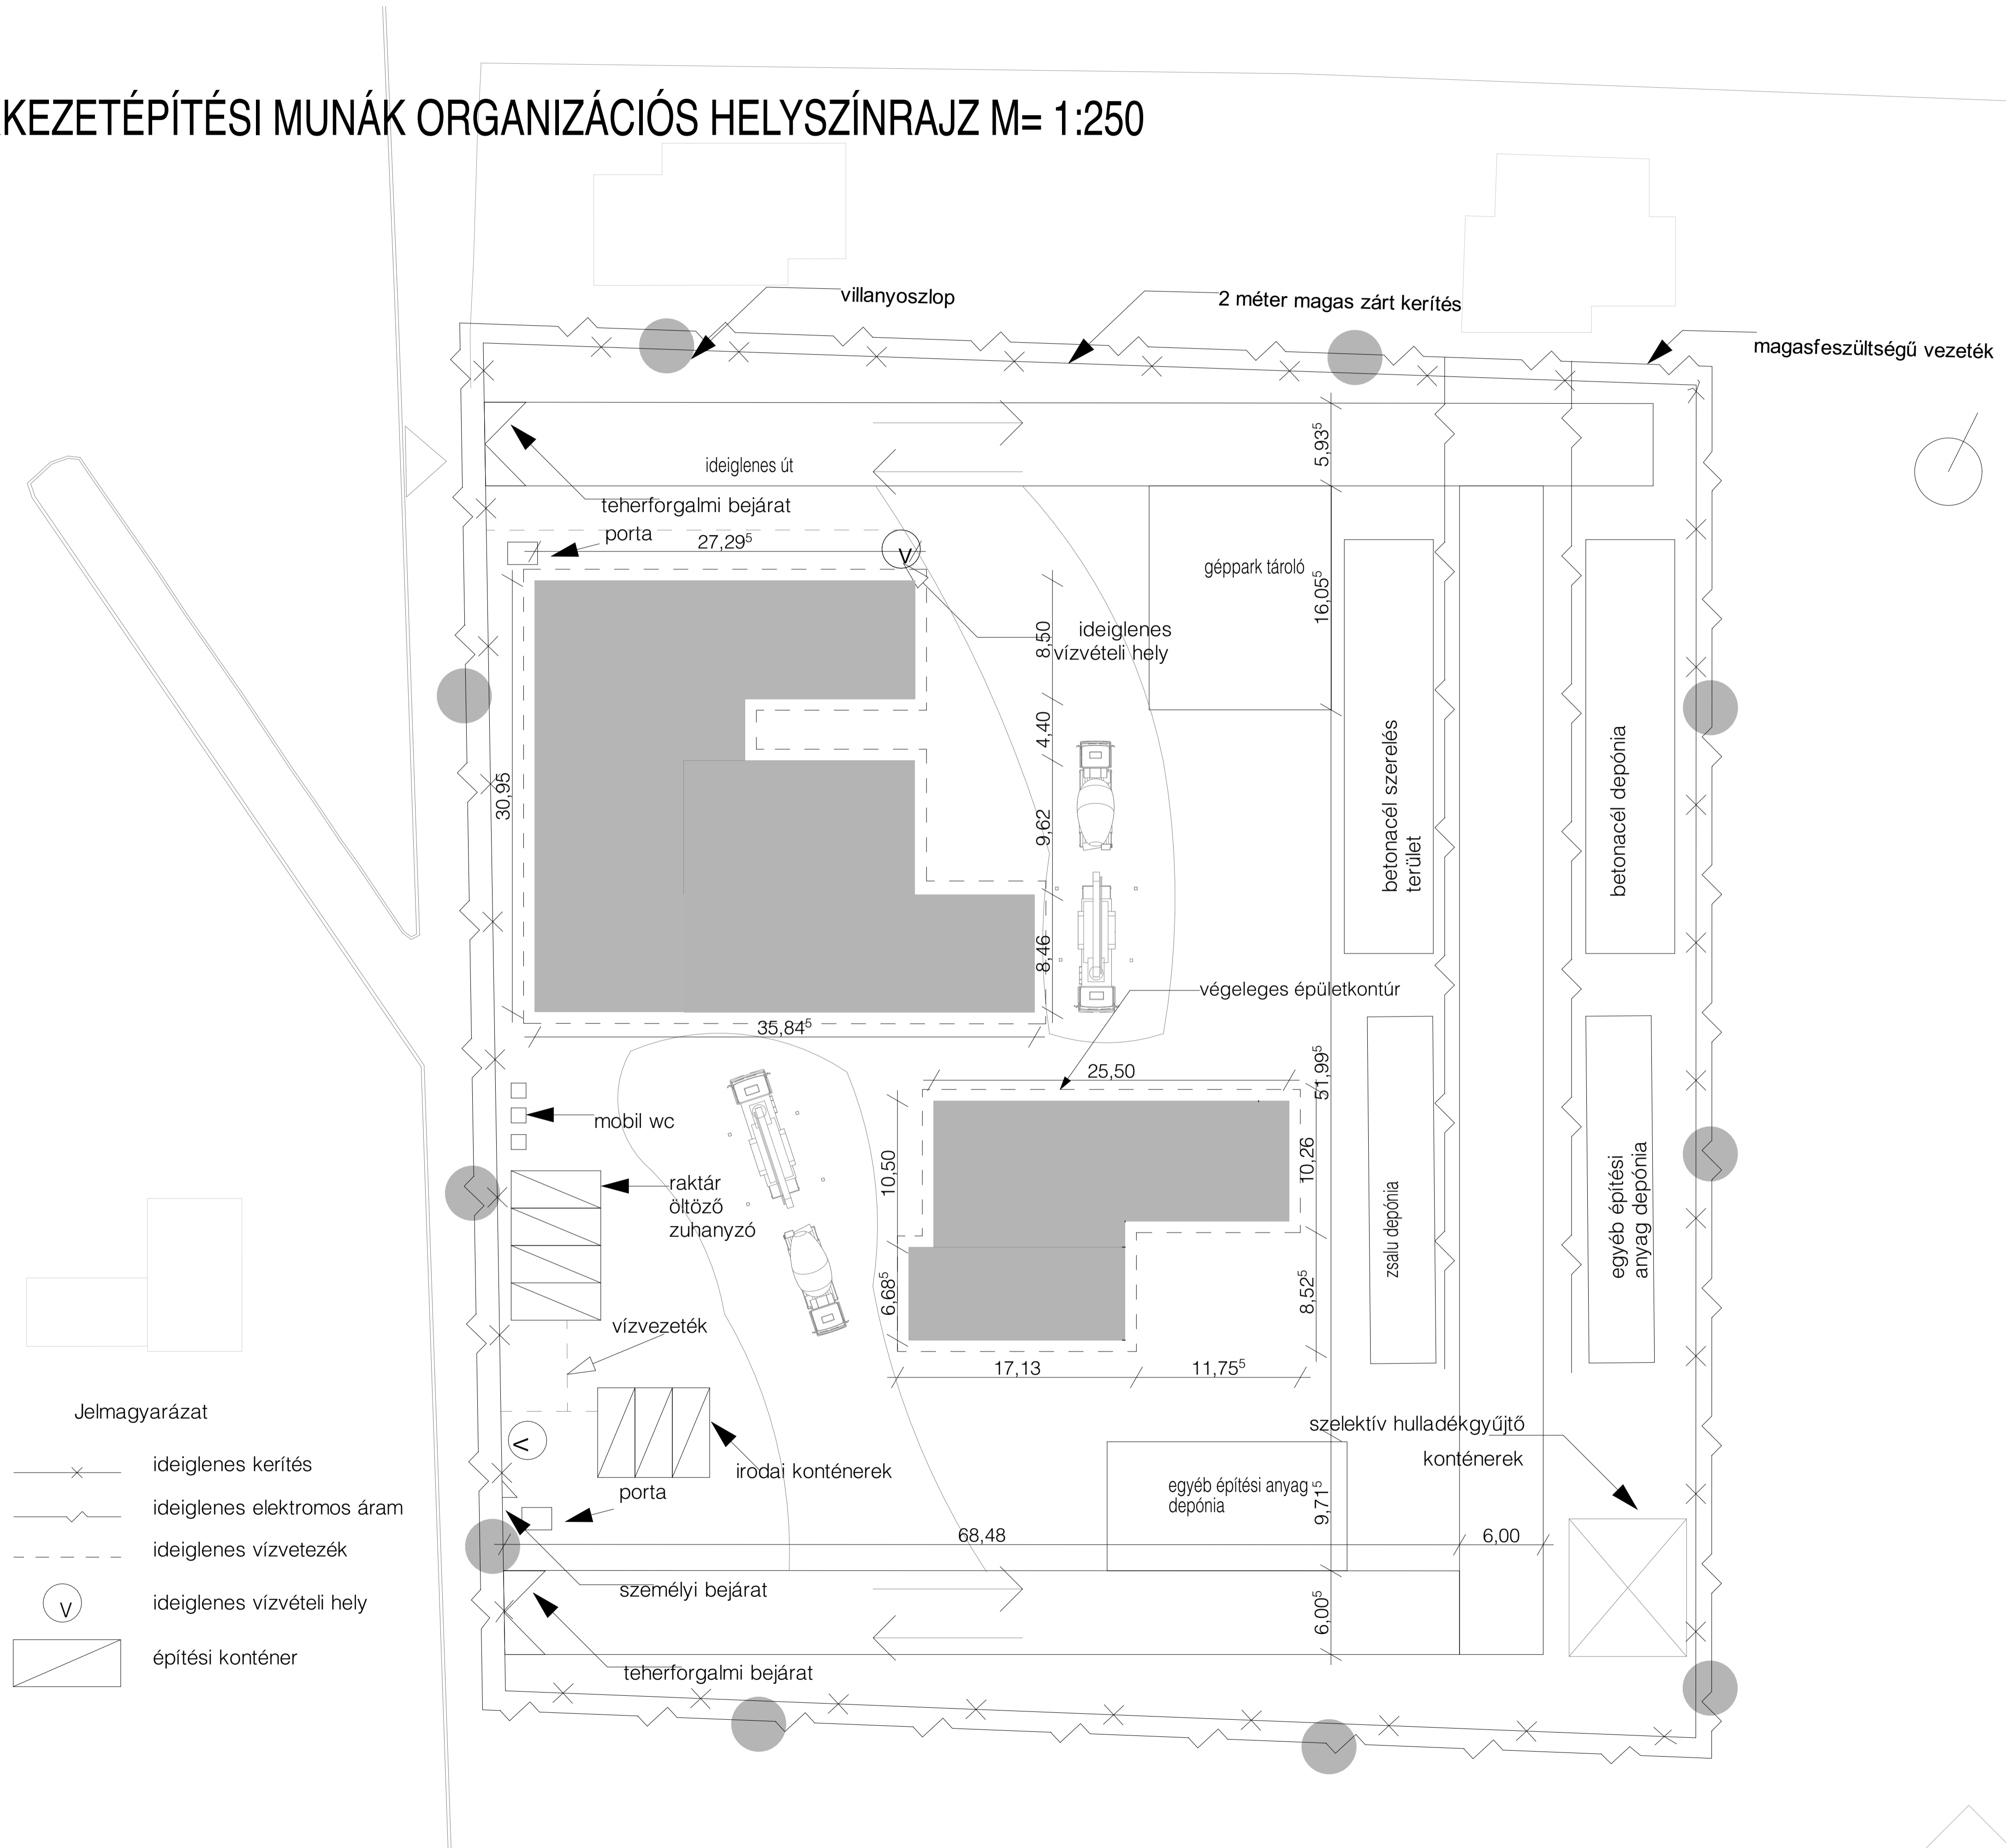 KEZETÉPÍTÉSI MUNÁK ORGANIZÁCIÓS HELYSZÍNRAJZ M= 1:250
villanyoszlop
2 méter magas zárt kerítés
magasfeszültségű vezeték
ideiglenes út
5,93⁵
teherforgalmi bejárat
porta
27,29⁵
V
géppark tároló
16,05⁵
ideiglenes
vízvételi hely
8,50
4,40
9,62
8,46
30,95
35,84⁵
betonacél szerelés
terület
betonacél depónia
végeleges épületkontúr
25,50
51,99⁵
mobil wc
raktár
öltöző
zuhanyzó
10,50
10,26
6,68⁵
8,52⁵
17,13
11,75⁵
zsalu depónia
egyéb építési
anyag depónia
vízvezeték
V
irodai konténerek
porta
szelektív hulladékgyűjtő
konténerek
egyéb építési anyag
depónia
9,71⁵
68,48
6,00
személyi bejárat
6,00⁵
teherforgalmi bejárat
Jelmagyarázat
ideiglenes kerítés
ideiglenes elektromos áram
ideiglenes vízvetezék
V
ideiglenes vízvételi hely
építési konténer